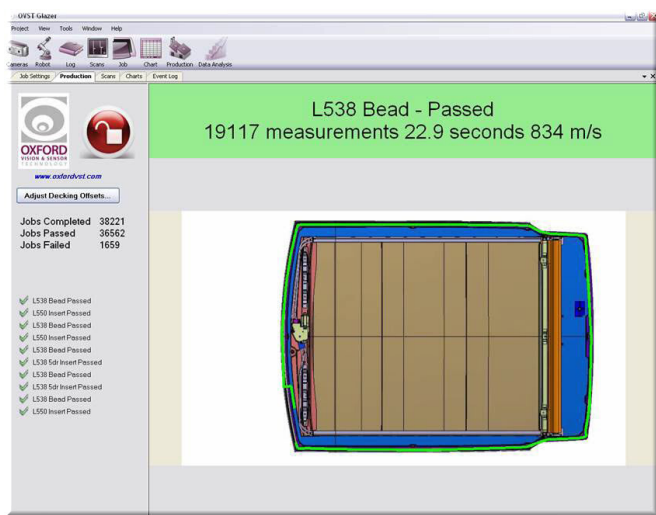 OVST Glazer
Project View Tools Window Help
Cameras Robot Log Scans Job Chart Production Data Analysis
Job Settings Production Scans Charts Event Log
L538 Bead - Passed
19117 measurements 22.9 seconds 834 m/s
OXFORD
VISION & SENSOR
TECHNOLOGY
www.oxfordvst.com
Adjust Decking Offsets...
Jobs Completed 38221
Jobs Passed 36562
Jobs Failed 1659
L538 Bead Passed
L550 Insert Passed
L538 Bead Passed
L550 Insert Passed
L538 Bead Passed
L538 5dr Insert Passed
L538 Bead Passed
L538 5dr Insert Passed
L538 Bead Passed
L550 Insert Passed